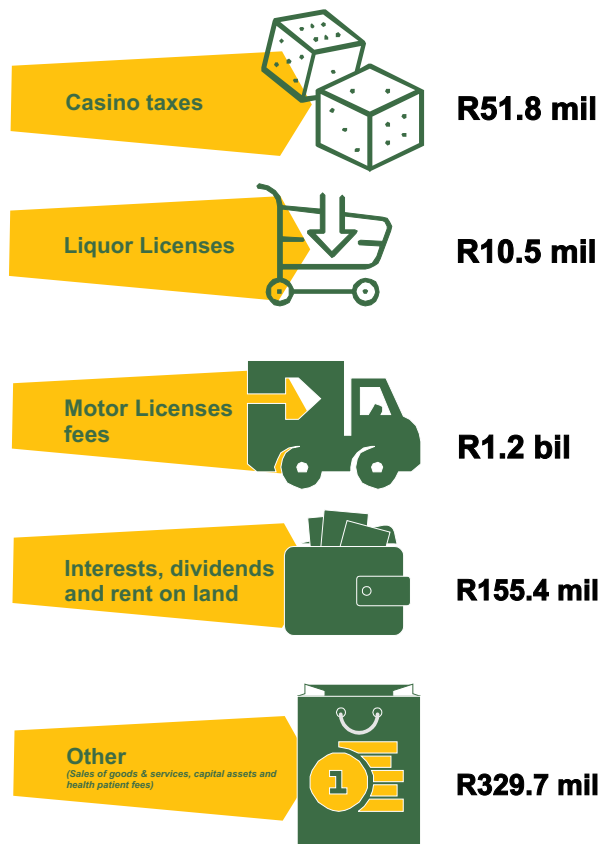 Casino taxes
R51.8 mil
Liquor Licenses
R10.5 mil
Motor Licenses
fees
R1.2 bil
Interests, dividends
and rent on land
R155.4 mil
Other
(Sales of goods & services, capital assets and
health patient fees)
1
R329.7 mil